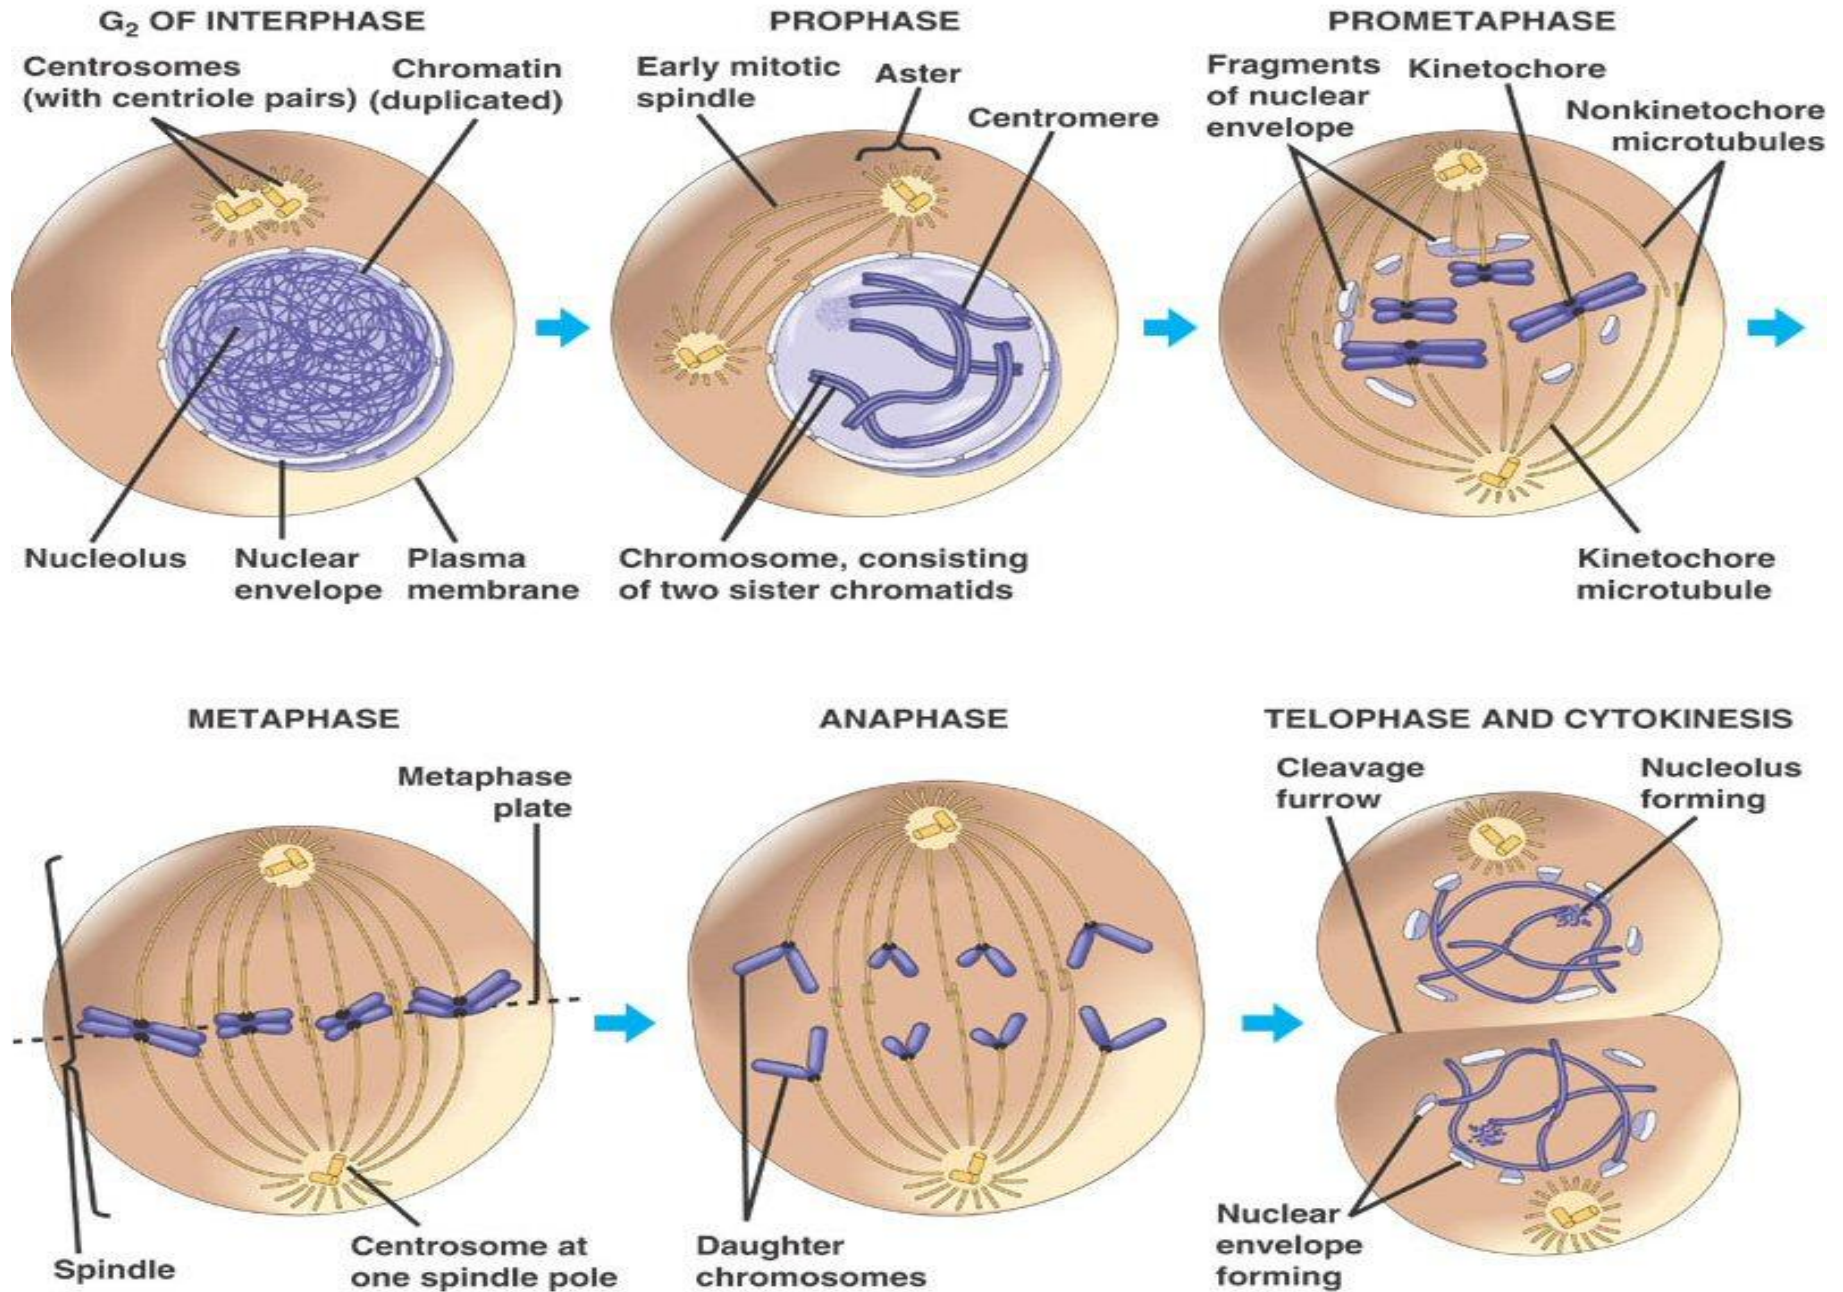 G₂ OF INTERPHASE
Centrosomes
(with centriole pairs)
Chromatin
(duplicated)
Nucleolus
Nuclear
envelope
Plasma
membrane
PROPHASE
Early mitotic
spindle
Aster
Centromere
Chromosome, consisting
of two sister chromatids
PROMETAPHASE
Fragments
of nuclear
envelope
Kinetochore
Nonkinetochore
microtubules
Kinetochore
microtubule
METAPHASE
Metaphase
plate
Spindle
Centrosome at
one spindle pole
ANAPHASE
Daughter
chromosomes
TELOPHASE AND CYTOKINESIS
Cleavage
furrow
Nucleolus
forming
Nuclear
envelope
forming